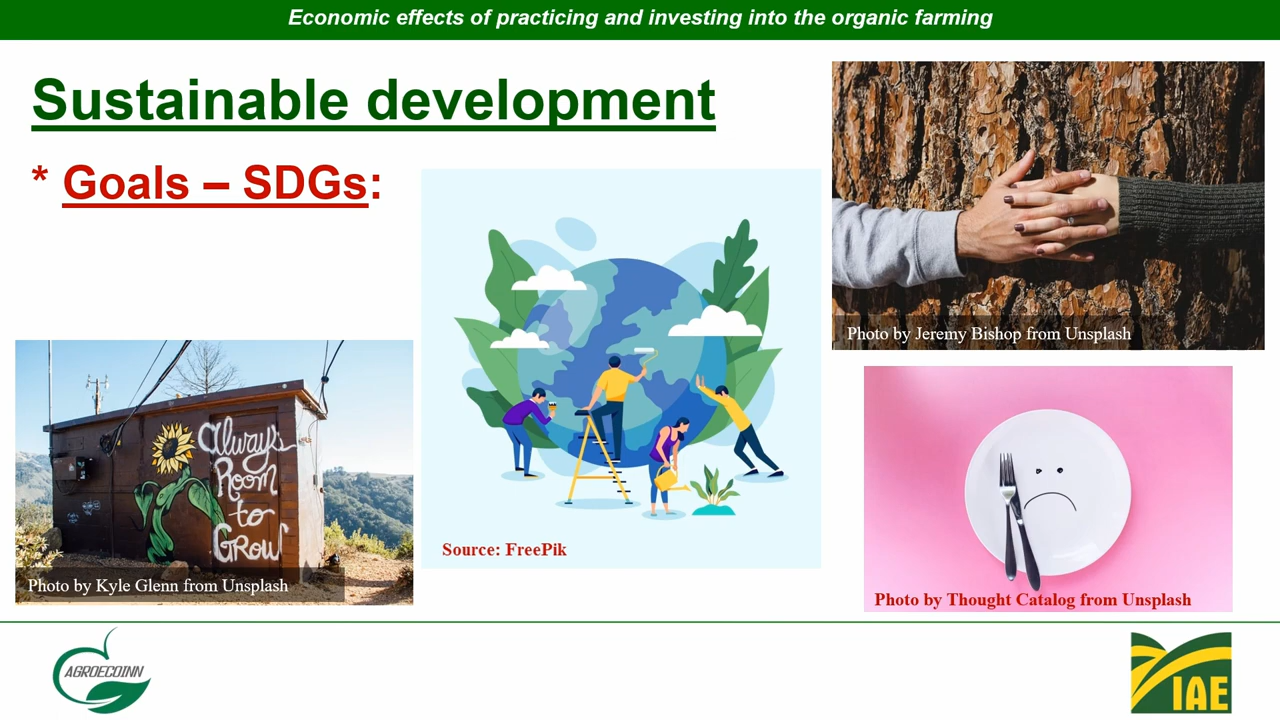 Economic effects of practicing and investing into the organic farming
Sustainable development
* Goals – SDGs:
Photo by Jeremy Bishop from Unsplash
Always
Room
to
Grow
Photo by Kyle Glenn from Unsplash
Source: FreePik
Photo by Thought Catalog from Unsplash
AGROECOINN
IAE